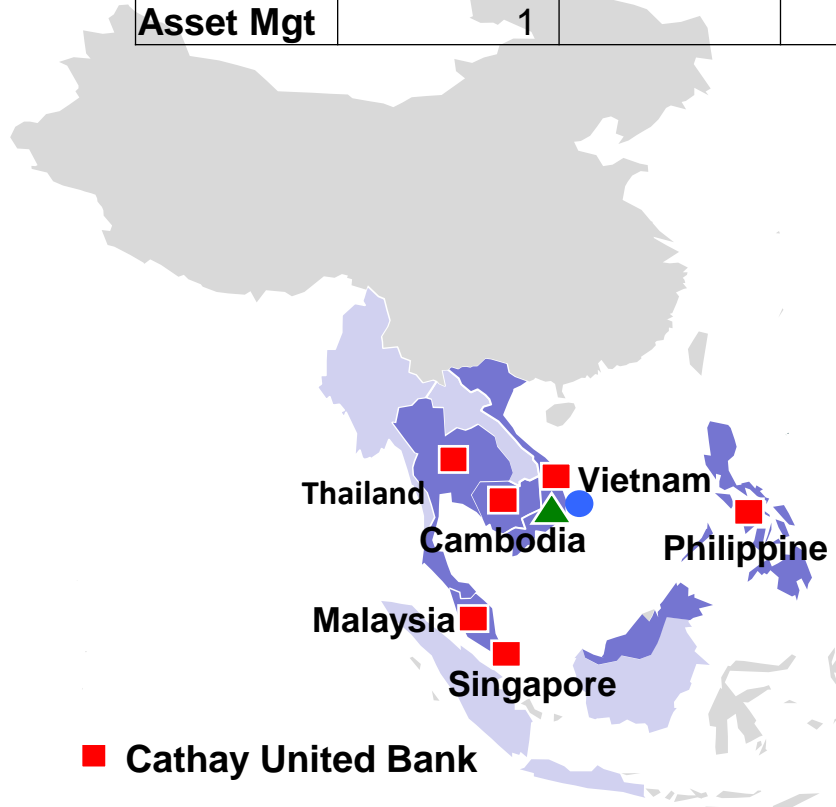 Asset Mgt 1
Vietnam
Thailand
Cambodia
Philippine
Malaysia
Singapore
Cathay United Bank